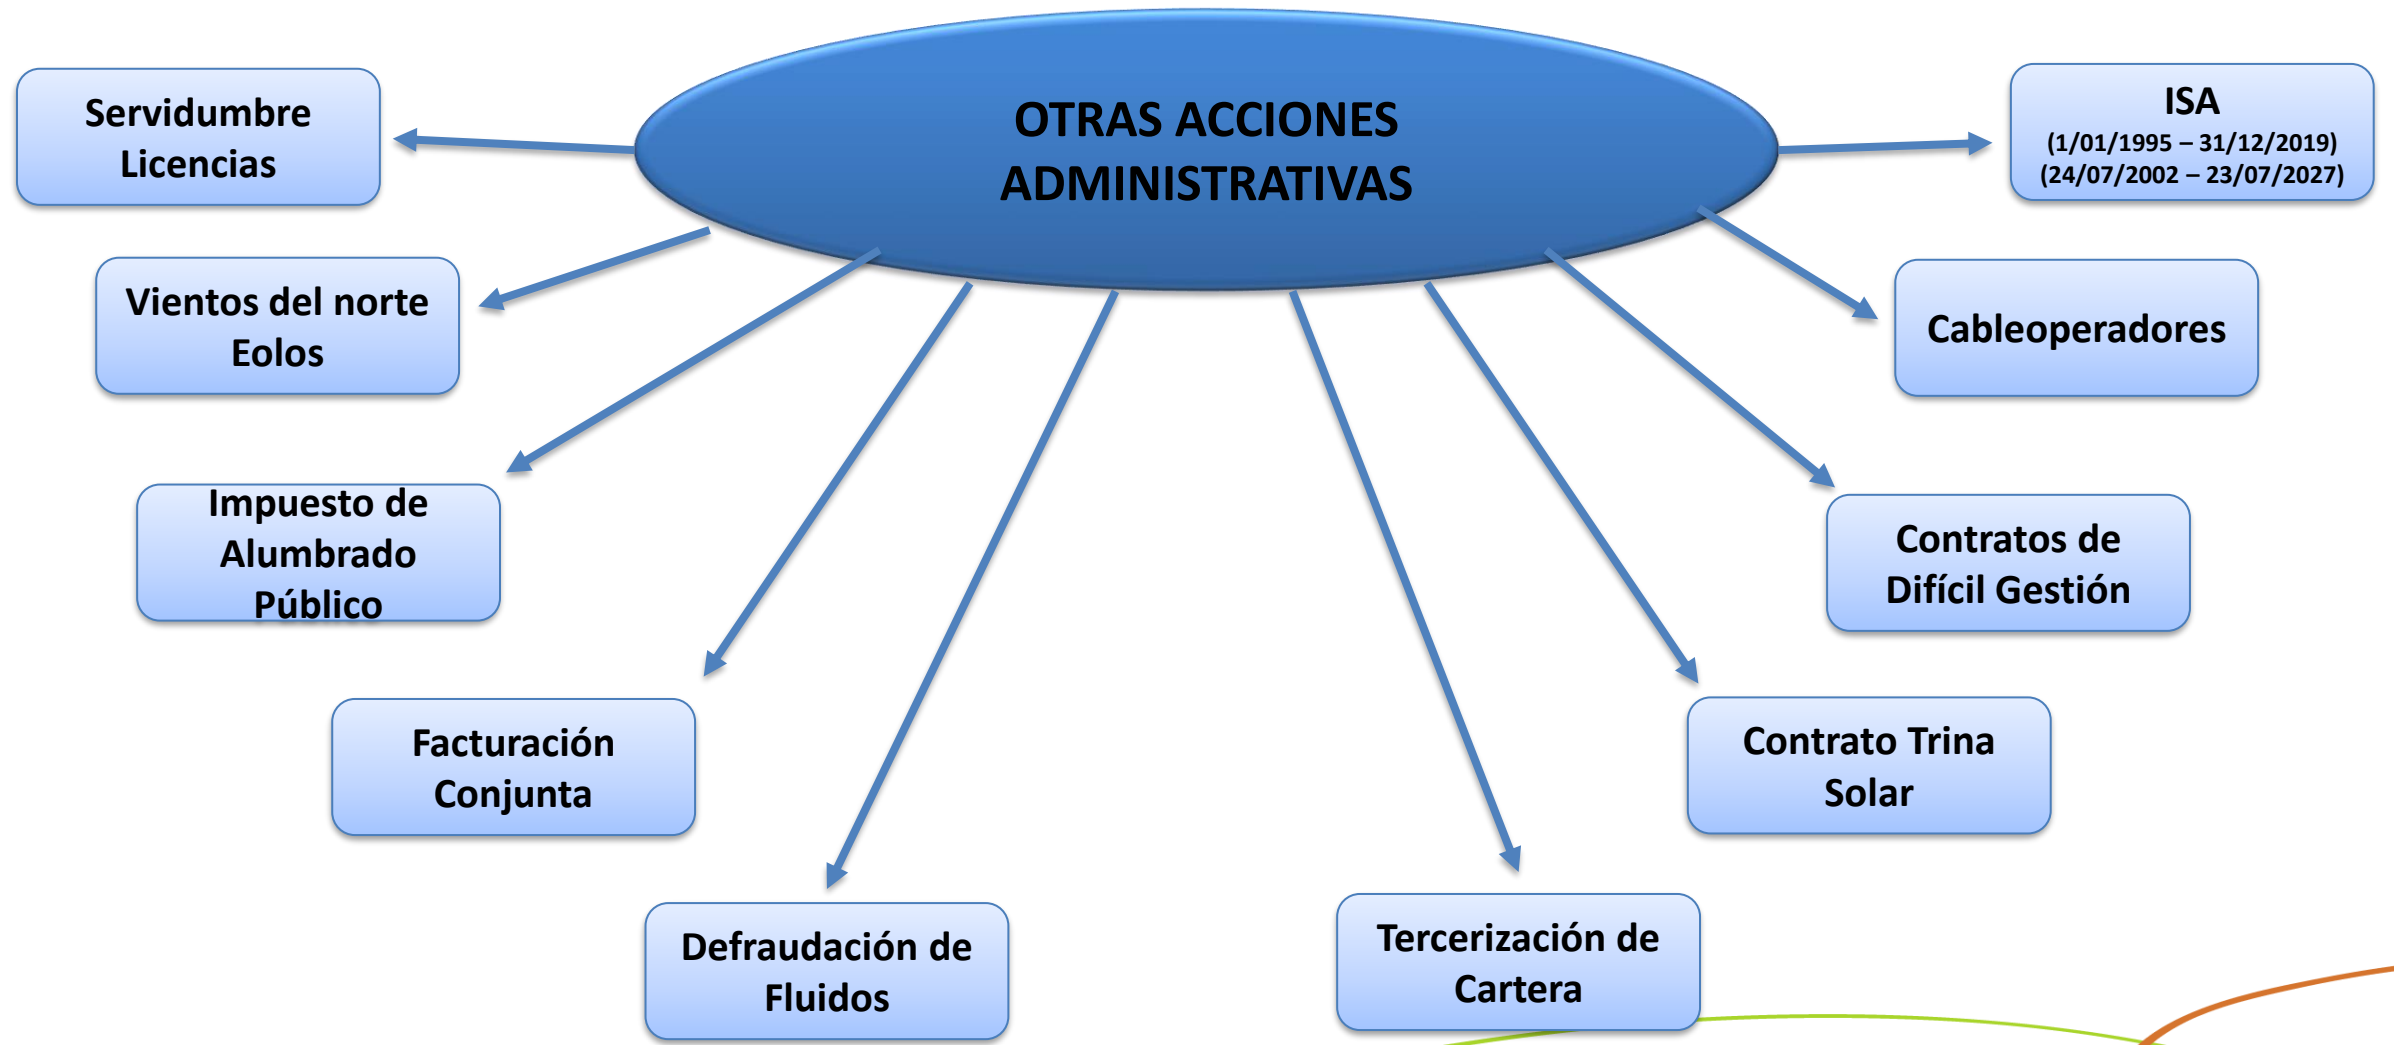 OTRAS ACCIONES
ADMINISTRATIVAS
Servidumbre
Licencias
Vientos del norte
Eolos
Impuesto de
Alumbrado
Público
Facturación
Conjunta
Defraudación de
Fluidos
Tercerización de
Cartera
Contrato Trina
Solar
Contratos de
Difícil Gestión
Cableoperadores
ISA
(1/01/1995 – 31/12/2019)
(24/07/2002 – 23/07/2027)